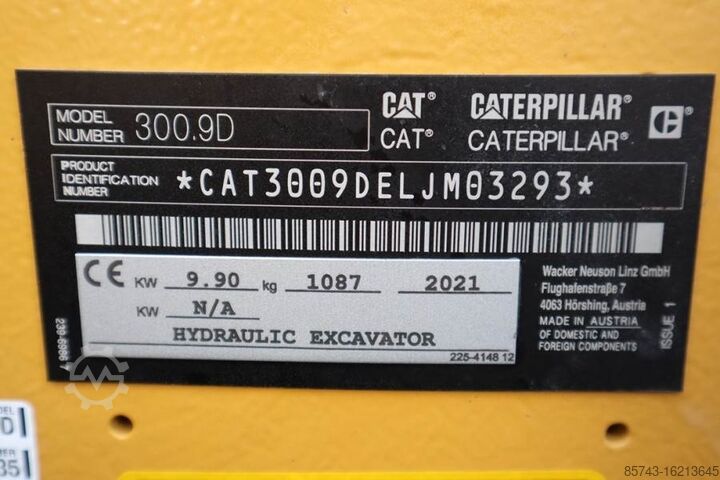 MODEL NUMBER 300.9D
CAT® CATERPILLAR®
CAT® CATERPILLAR®
PRODUCT IDENTIFICATION NUMBER *CAT3009DELJM03293*
CE KW 9.90 kg 1087 2021
KW N/A
HYDRAULIC EXCAVATOR
225-4148 12
Wacker Neuson Linz GmbH
Flughafenstraße 7
4063 Hörshing, Austria
MADE IN AUSTRIA
OF DOMESTIC AND
FOREIGN COMPONENTS
ISSUE 1
D
35
85743-16213645